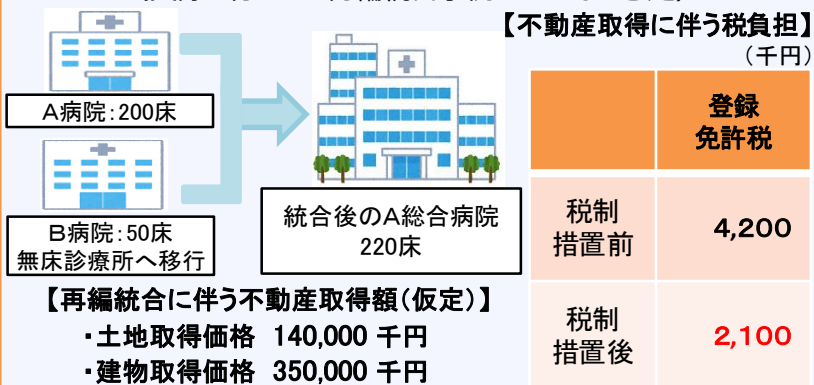 【不動産取得に伴う税負担】
(千円)
A病院:200床
B病院:50床
無床診療所へ移行
統合後のA総合病院
220床
【再編統合に伴う不動産取得額(仮定)】
・土地取得価格 140,000 千円
・建物取得価格 350,000 千円
登録
免許税
税制
措置前
4,200
税制
措置後
2,100